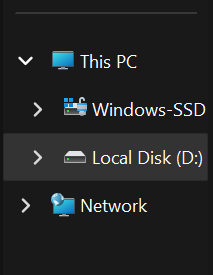 This PC
Windows-SSD
Local Disk (D:)
Network